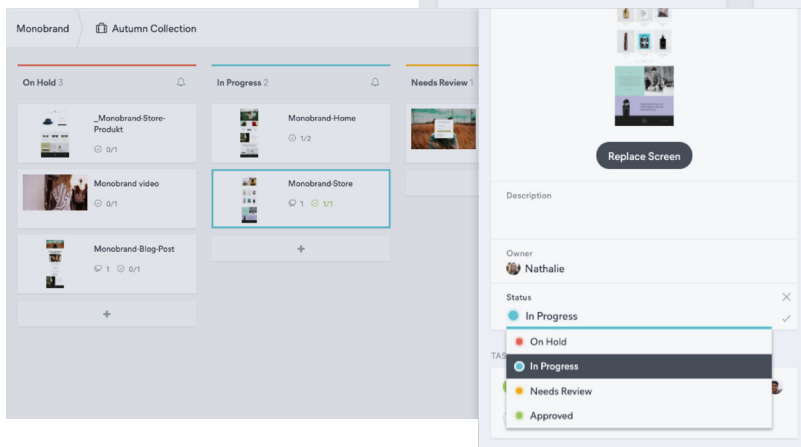 Monobrand
Autumn Collection
On Hold 3
_Monobrand-Store-
Produkt
0/1
Monobrand video
0/1
Monobrand-Blog-Post
1 0/1
+
In Progress 2
Monobrand-Home
1/2
Monobrand-Store
1 1/1
+
Needs Review 1
Replace Screen
Description
Owner
Nathalie
Status
In Progress
TAS
On Hold
In Progress
Needs Review
Approved